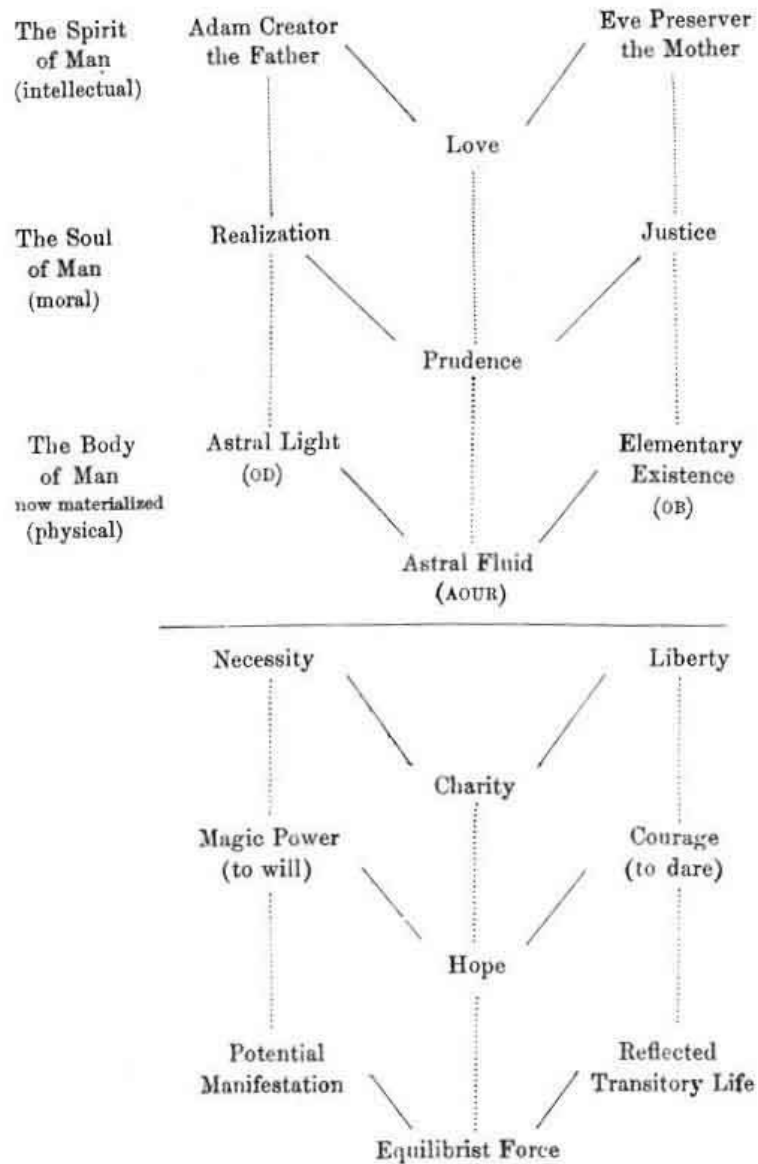 The Spirit
of Man
(intellectual)
Adam Creator
the Father
Eve Preserver
the Mother
Love
The Soul
of Man
(moral)
Realization
Justice
Prudence
The Body
of Man
now materialized
(physical)
Astral Light
(OD)
Elementary
Existence
(OB)
Astral Fluid
(AOUR)
Necessity
Liberty
Charity
Magic Power
(to will)
Courage
(to dare)
Hope
Potential
Manifestation
Reflected
Transitory Life
Equilibrist Force